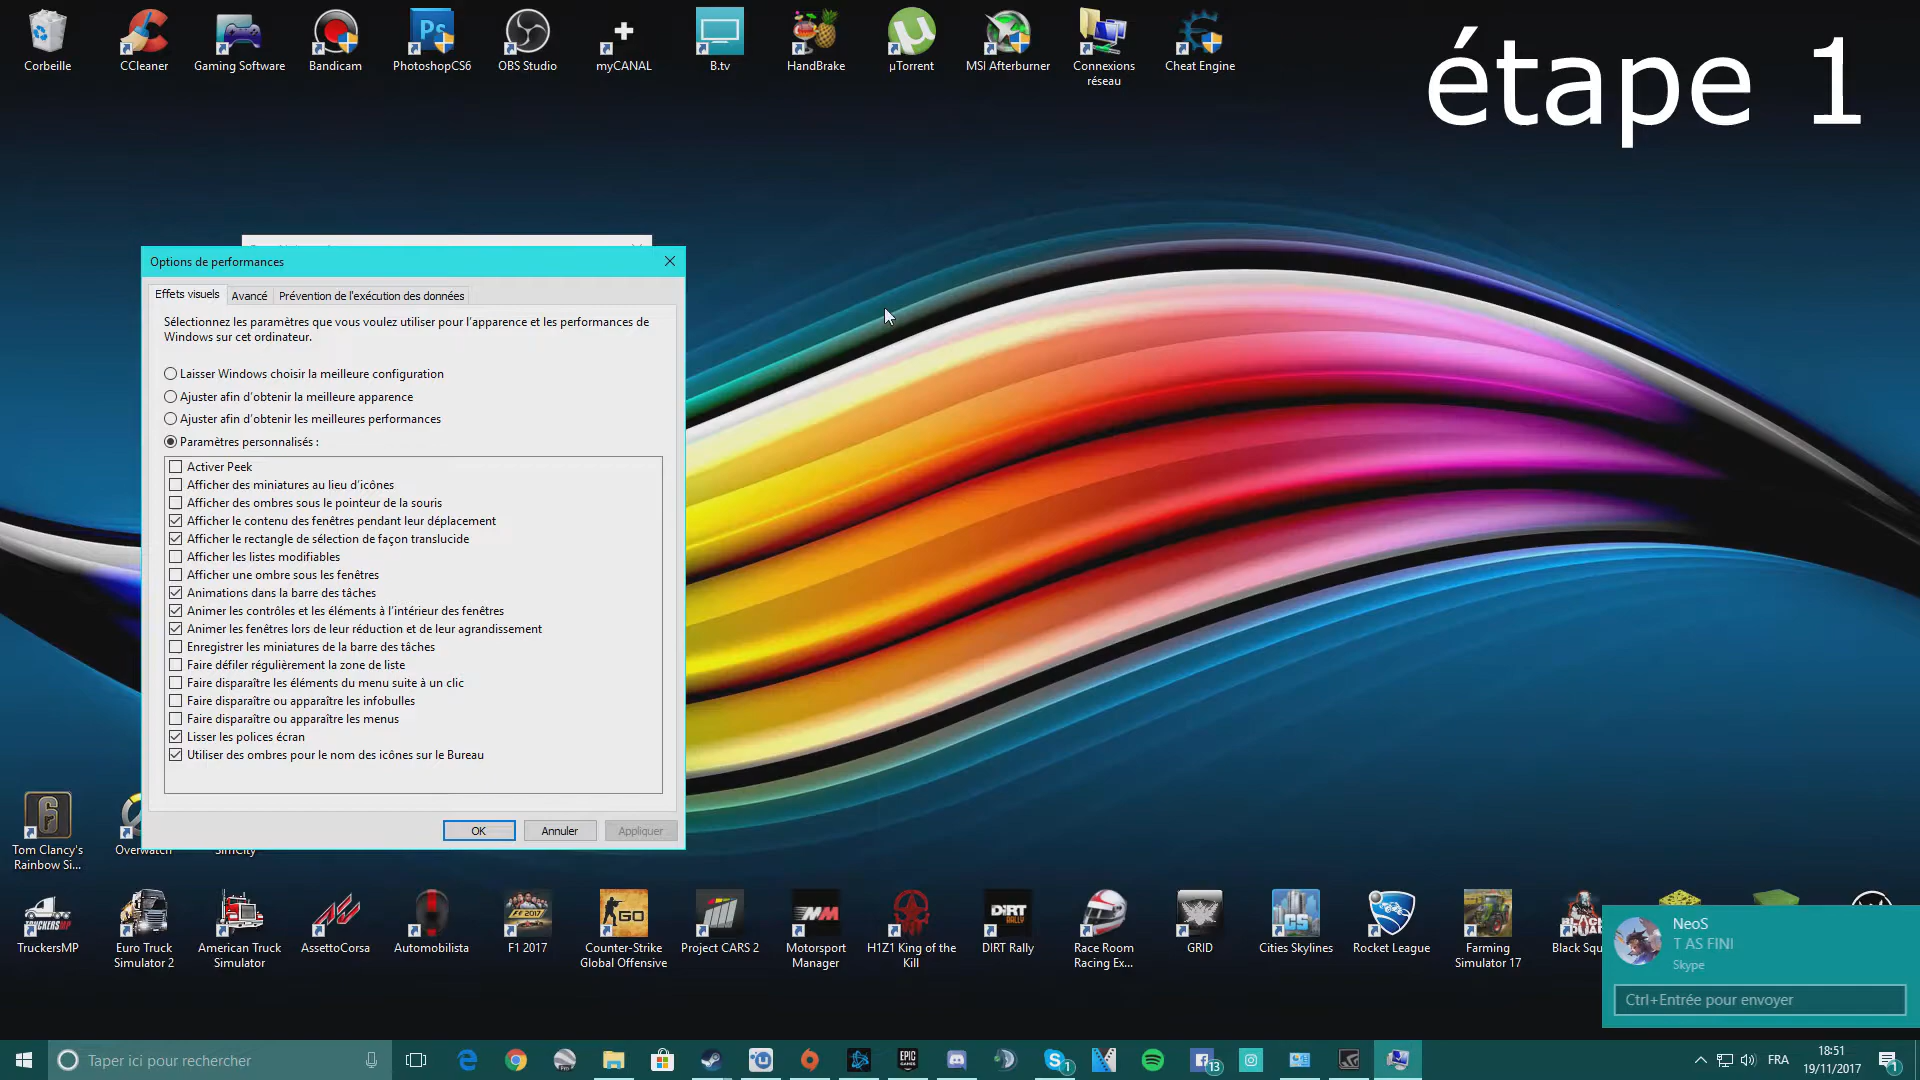 étape 1
Corbeille
CCleaner
Gaming Software
Bandicam
PhotoshopCS6
OBS Studio
myCANAL
B.tv
HandBrake
µTorrent
MSI Afterburner
Connexions
réseau
Cheat Engine
Options de performances
Effets visuels
Avancé
Prévention de l'exécution des données
Sélectionnez les paramètres que vous voulez utiliser pour l'apparence et les performances de
Windows sur cet ordinateur.
Laisser Windows choisir la meilleure configuration
Ajuster afin d'obtenir la meilleure apparence
Ajuster afin d'obtenir les meilleures performances
Paramètres personnalisés :
Activer Peek
Afficher des miniatures au lieu d'icônes
Afficher des ombres sous le pointeur de la souris
Afficher le contenu des fenêtres pendant leur déplacement
Afficher le rectangle de sélection de façon translucide
Afficher les listes modifiables
Afficher une ombre sous les fenêtres
Animations dans la barre des tâches
Animer les contrôles et les éléments à l'intérieur des fenêtres
Animer les fenêtres lors de leur réduction et de leur agrandissement
Enregistrer les miniatures de la barre des tâches
Faire défiler régulièrement la zone de liste
Faire disparaître les éléments du menu suite à un clic
Faire disparaître ou apparaître les infobulles
Faire disparaître ou apparaître les menus
Lisser les polices écran
Utiliser des ombres pour le nom des icônes sur le Bureau
OK
Annuler
Appliquer
Tom Clancy's
Rainbow Si...
Overwatch
SimCity
TruckersMP
Euro Truck
Simulator 2
American Truck
Simulator
AssettoCorsa
Automobilista
F1 2017
Counter-Strike
Global Offensive
Project CARS 2
Motorsport
Manager
H1Z1 King of the
Kill
DIRT Rally
Race Room
Racing Ex...
GRID
Cities Skylines
Rocket League
Farming
Simulator 17
Black Squ
NeoS
T AS FINI
Skype
Ctrl+Entrée pour envoyer
Taper ici pour rechercher
FRA
18:51
19/11/2017